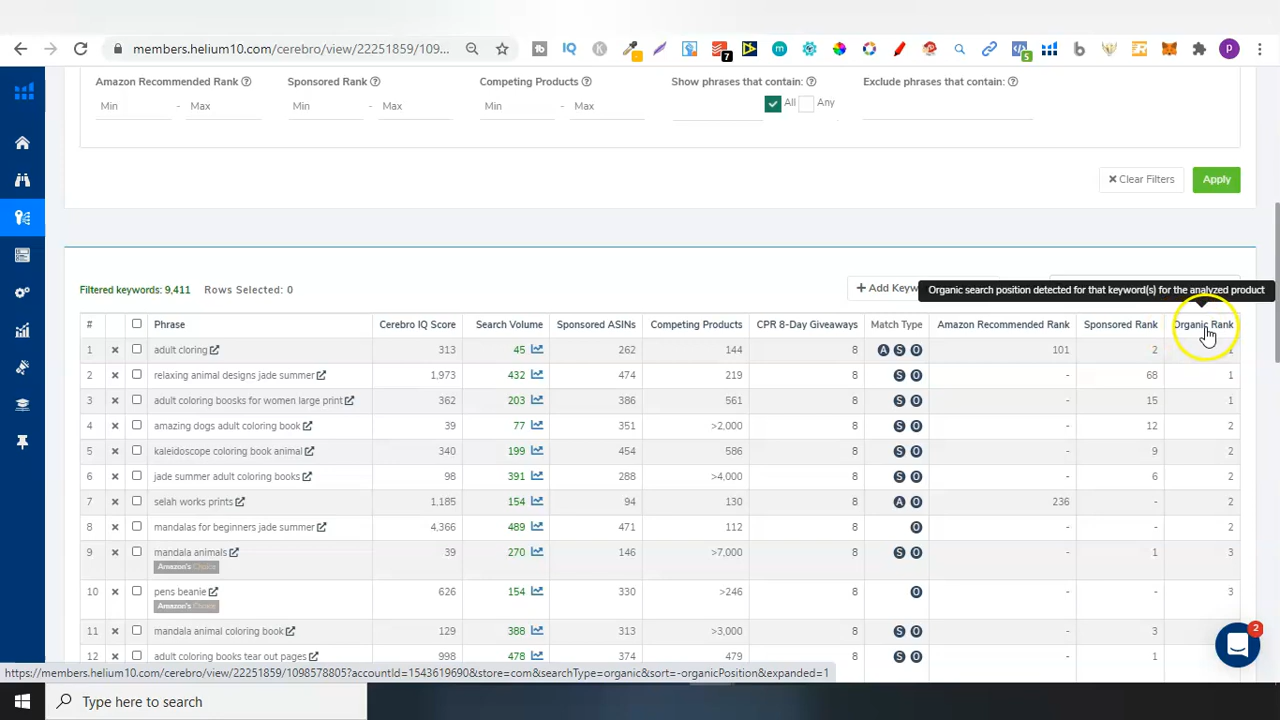 members.helium10.com/cerebro/view/22251859/109...
7
5
p
Amazon Recommended Rank
Sponsored Rank
Competing Products
Show phrases that contain:
Exclude phrases that contain:
Min - Max
Min - Max
Min - Max
All
Any
Clear Filters
Apply
Filtered keywords: 9,411
Rows Selected: 0
+ Add Keyw
Organic search position detected for that keyword(s) for the analyzed product
# Phrase Cerebro IQ Score Search Volume Sponsored ASINs Competing Products CPR 8-Day Giveaways Match Type Amazon Recommended Rank Sponsored Rank Organic Rank
1 adult cloring 313 45 262 144 8 A S O 101 2 1
2 relaxing animal designs jade summer 1,973 432 474 219 8 S O - 68 1
3 adult coloring boosks for women large print 362 203 386 561 8 S O - 15 1
4 amazing dogs adult coloring book 39 77 351 >2,000 8 S O - 12 2
5 kaleidoscope coloring book animal 340 199 454 586 8 S O - 9 2
6 jade summer adult coloring books 98 391 288 >4,000 8 S O - 6 2
7 selah works prints 1,185 154 94 130 8 A O 236 - 2
8 mandalas for beginners jade summer 4,366 489 471 112 8 O - - 2
9 mandala animals 39 270 146 >7,000 8 S O - 1 3
Amazon's Choice
10 pens beanie 626 154 330 >246 8 O - - 3
Amazon's Choice
11 mandala animal coloring book 129 388 313 >3,000 8 S O - 3
12 adult coloring books tear out pages 998 478 374 479 8 S O - 1
2
https://members.helium10.com/cerebro/view/22251859/1098578805?accountId=1543619690&store=com&searchType=organic&sort=-organicPosition&expanded=1
Type here to search